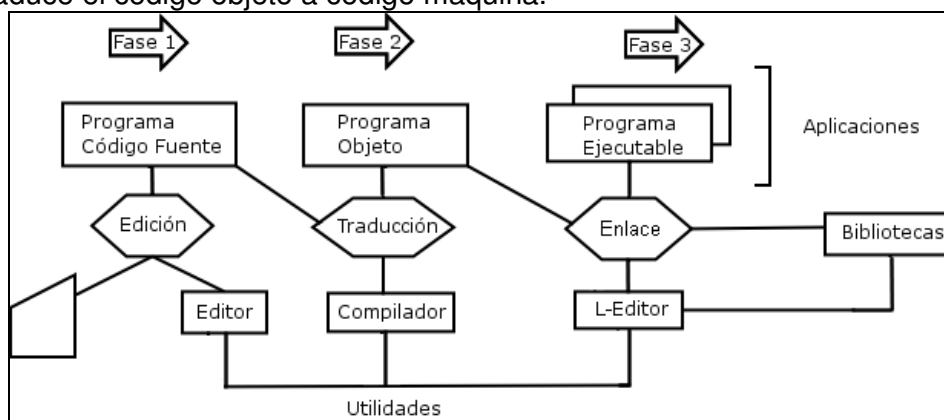 aduce el código objeto a código máquina.
Fase 1
Fase 2
Fase 3
Programa
Código Fuente
Programa
Objeto
Programa
Ejecutable
Aplicaciones
Edición
Traducción
Enlace
Bibliotecas
Editor
Compilador
L-Editor
Utilidades